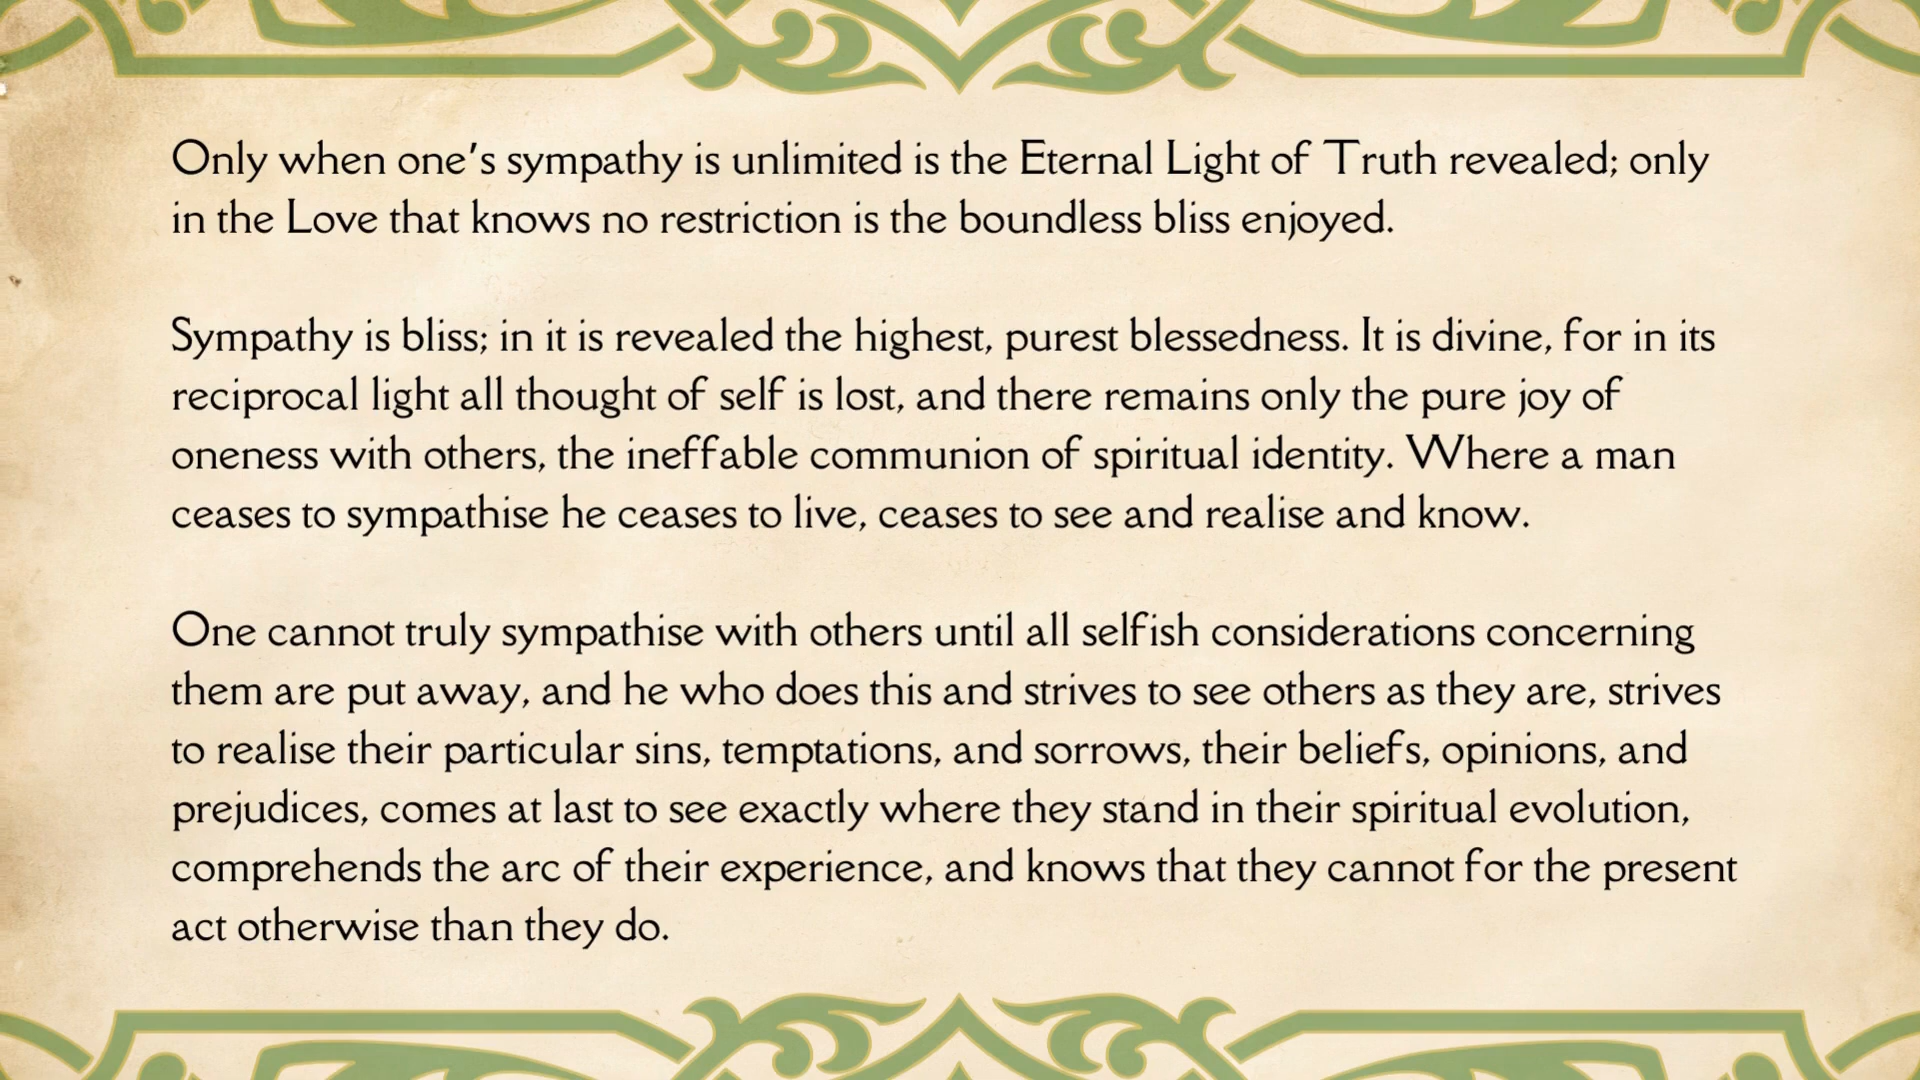 Only when one's sympathy is unlimited is the Eternal Light of Truth revealed; only
in the Love that knows no restriction is the boundless bliss enjoyed.
Sympathy is bliss; in it is revealed the highest, purest blessedness. It is divine, for in its
reciprocal light all thought of self is lost, and there remains only the pure joy of
oneness with others, the ineffable communion of spiritual identity. Where a man
ceases to sympathise he ceases to live, ceases to see and realise and know.
One cannot truly sympathise with others until all selfish considerations concerning
them are put away, and he who does this and strives to see others as they are, strives
to realise their particular sins, temptations, and sorrows, their beliefs, opinions, and
prejudices, comes at last to see exactly where they stand in their spiritual evolution,
comprehends the arc of their experience, and knows that they cannot for the present
act otherwise than they do.